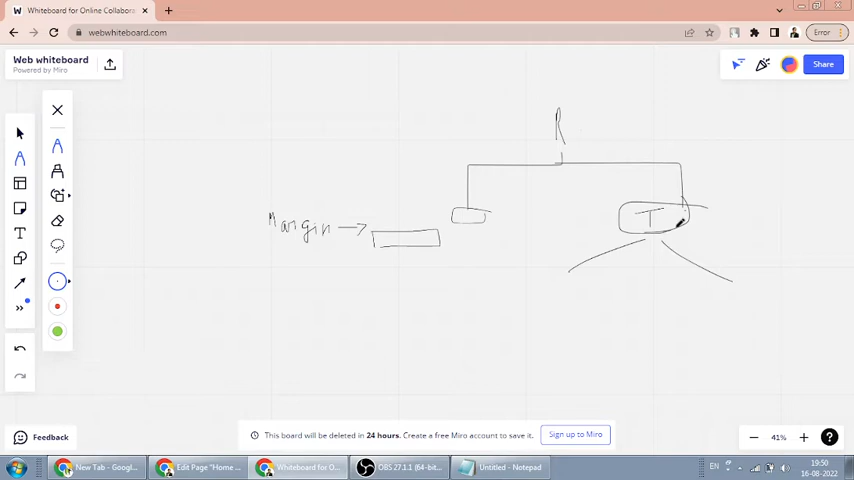 Whiteboard for Online Collabora
webwhiteboard.com
Error
Web whiteboard
Powered by Miro
Share
R
T
Margin
T
This board will be deleted in 24 hours. Create a free Miro account to save it.
Sign up to Miro
Feedback
41%
?
New Tab - Googl...
Edit Page "Home ...
Whiteboard for O...
OBS 27.1.1 (64-bit...
Untitled - Notepad
EN
19:50
16-08-2022